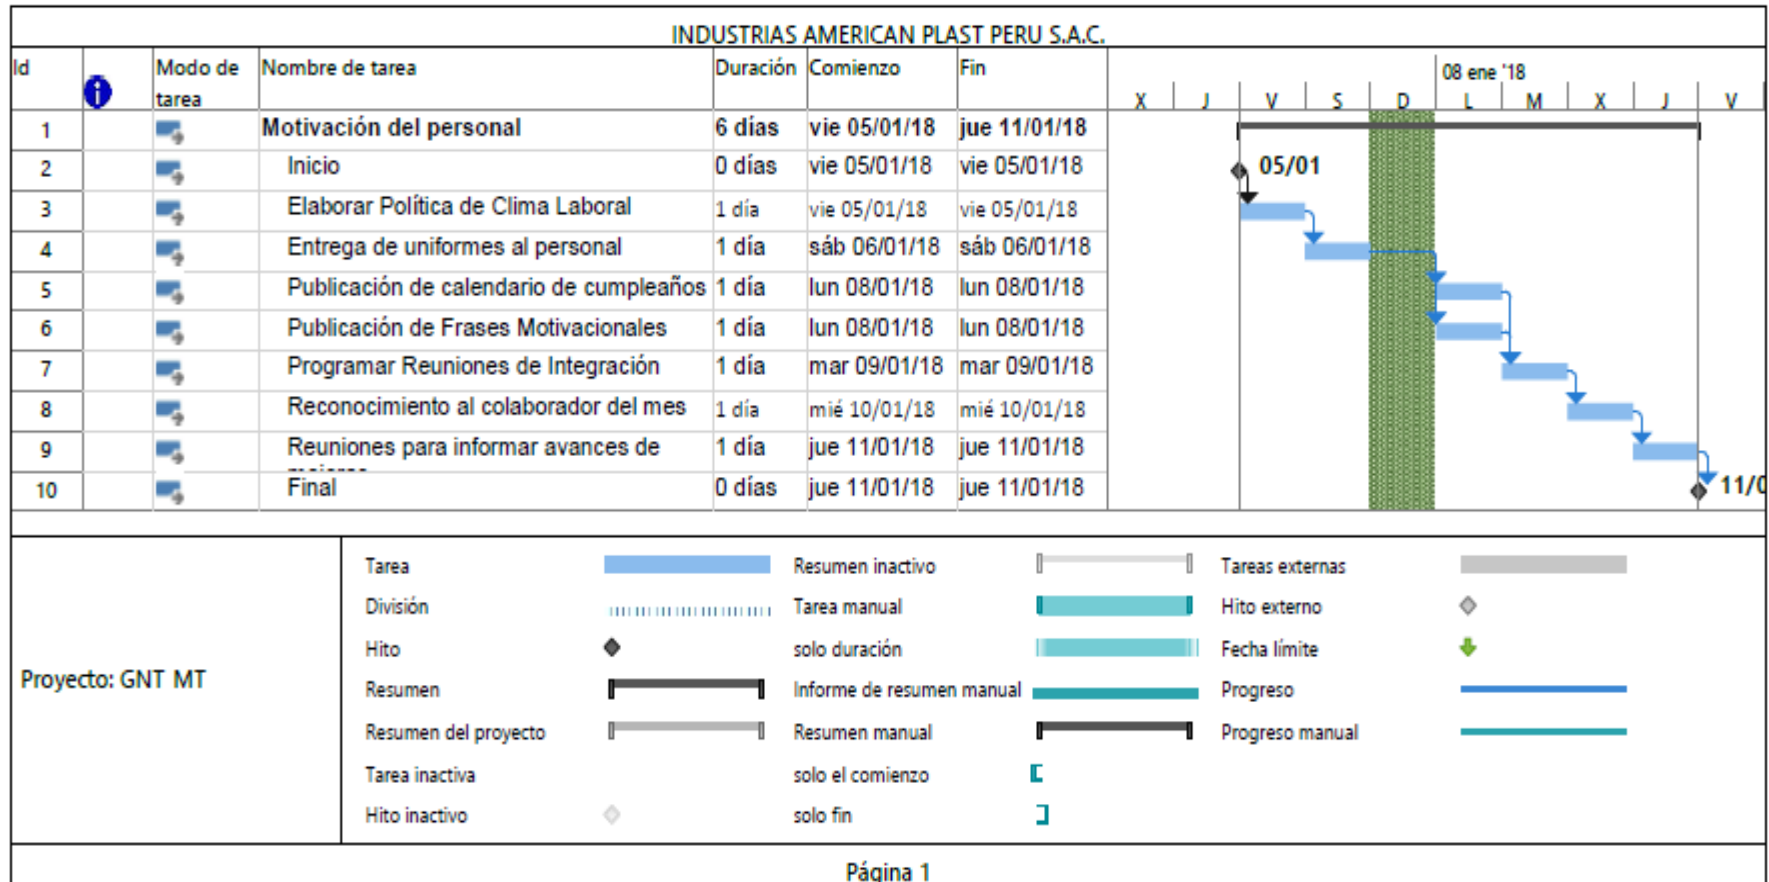 INDUSTRIAS AMERICAN PLAST PERU S.A.C.
Id Modo de tarea Nombre de tarea Duración Comienzo Fin
08 ene '18
X J V S D L M X J V
1 Motivación del personal 6 días vie 05/01/18 jue 11/01/18
2 Inicio 0 días vie 05/01/18 vie 05/01/18 05/01
3 Elaborar Política de Clima Laboral 1 día vie 05/01/18 vie 05/01/18
4 Entrega de uniformes al personal 1 día sáb 06/01/18 sáb 06/01/18
5 Publicación de calendario de cumpleaños 1 día lun 08/01/18 lun 08/01/18
6 Publicación de Frases Motivacionales 1 día lun 08/01/18 lun 08/01/18
7 Programar Reuniones de Integración 1 día mar 09/01/18 mar 09/01/18
8 Reconocimiento al colaborador del mes 1 día mié 10/01/18 mié 10/01/18
9 Reuniones para informar avances de 1 día jue 11/01/18 jue 11/01/18
10 Final 0 días jue 11/01/18 jue 11/01/18
Proyecto: GNT MT
Tarea Resumen inactivo Tareas externas
División Tarea manual Hito externo
Hito solo duración Fecha límite
Resumen Informe de resumen manual Progreso
Resumen del proyecto Resumen manual Progreso manual
Tarea inactiva solo el comienzo
Hito inactivo solo fin
Página 1